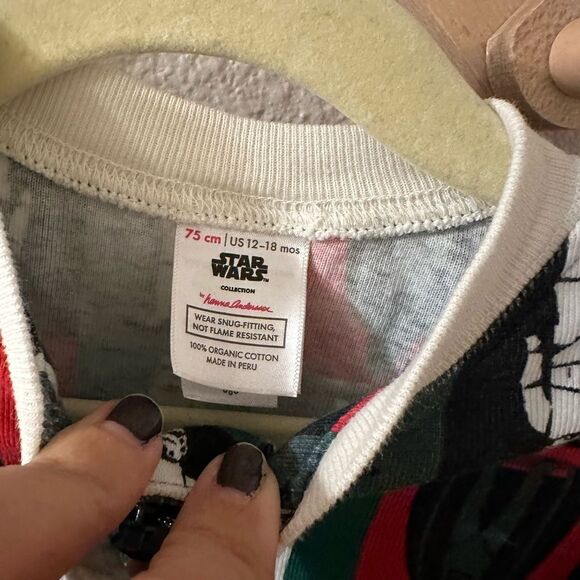 75 cm | US 12-18 mos
STAR
WARS™
COLLECTION
by hanna andersson
WEAR SNUG-FITTING,
NOT FLAME RESISTANT
100% ORGANIC COTTON
MADE IN PERU